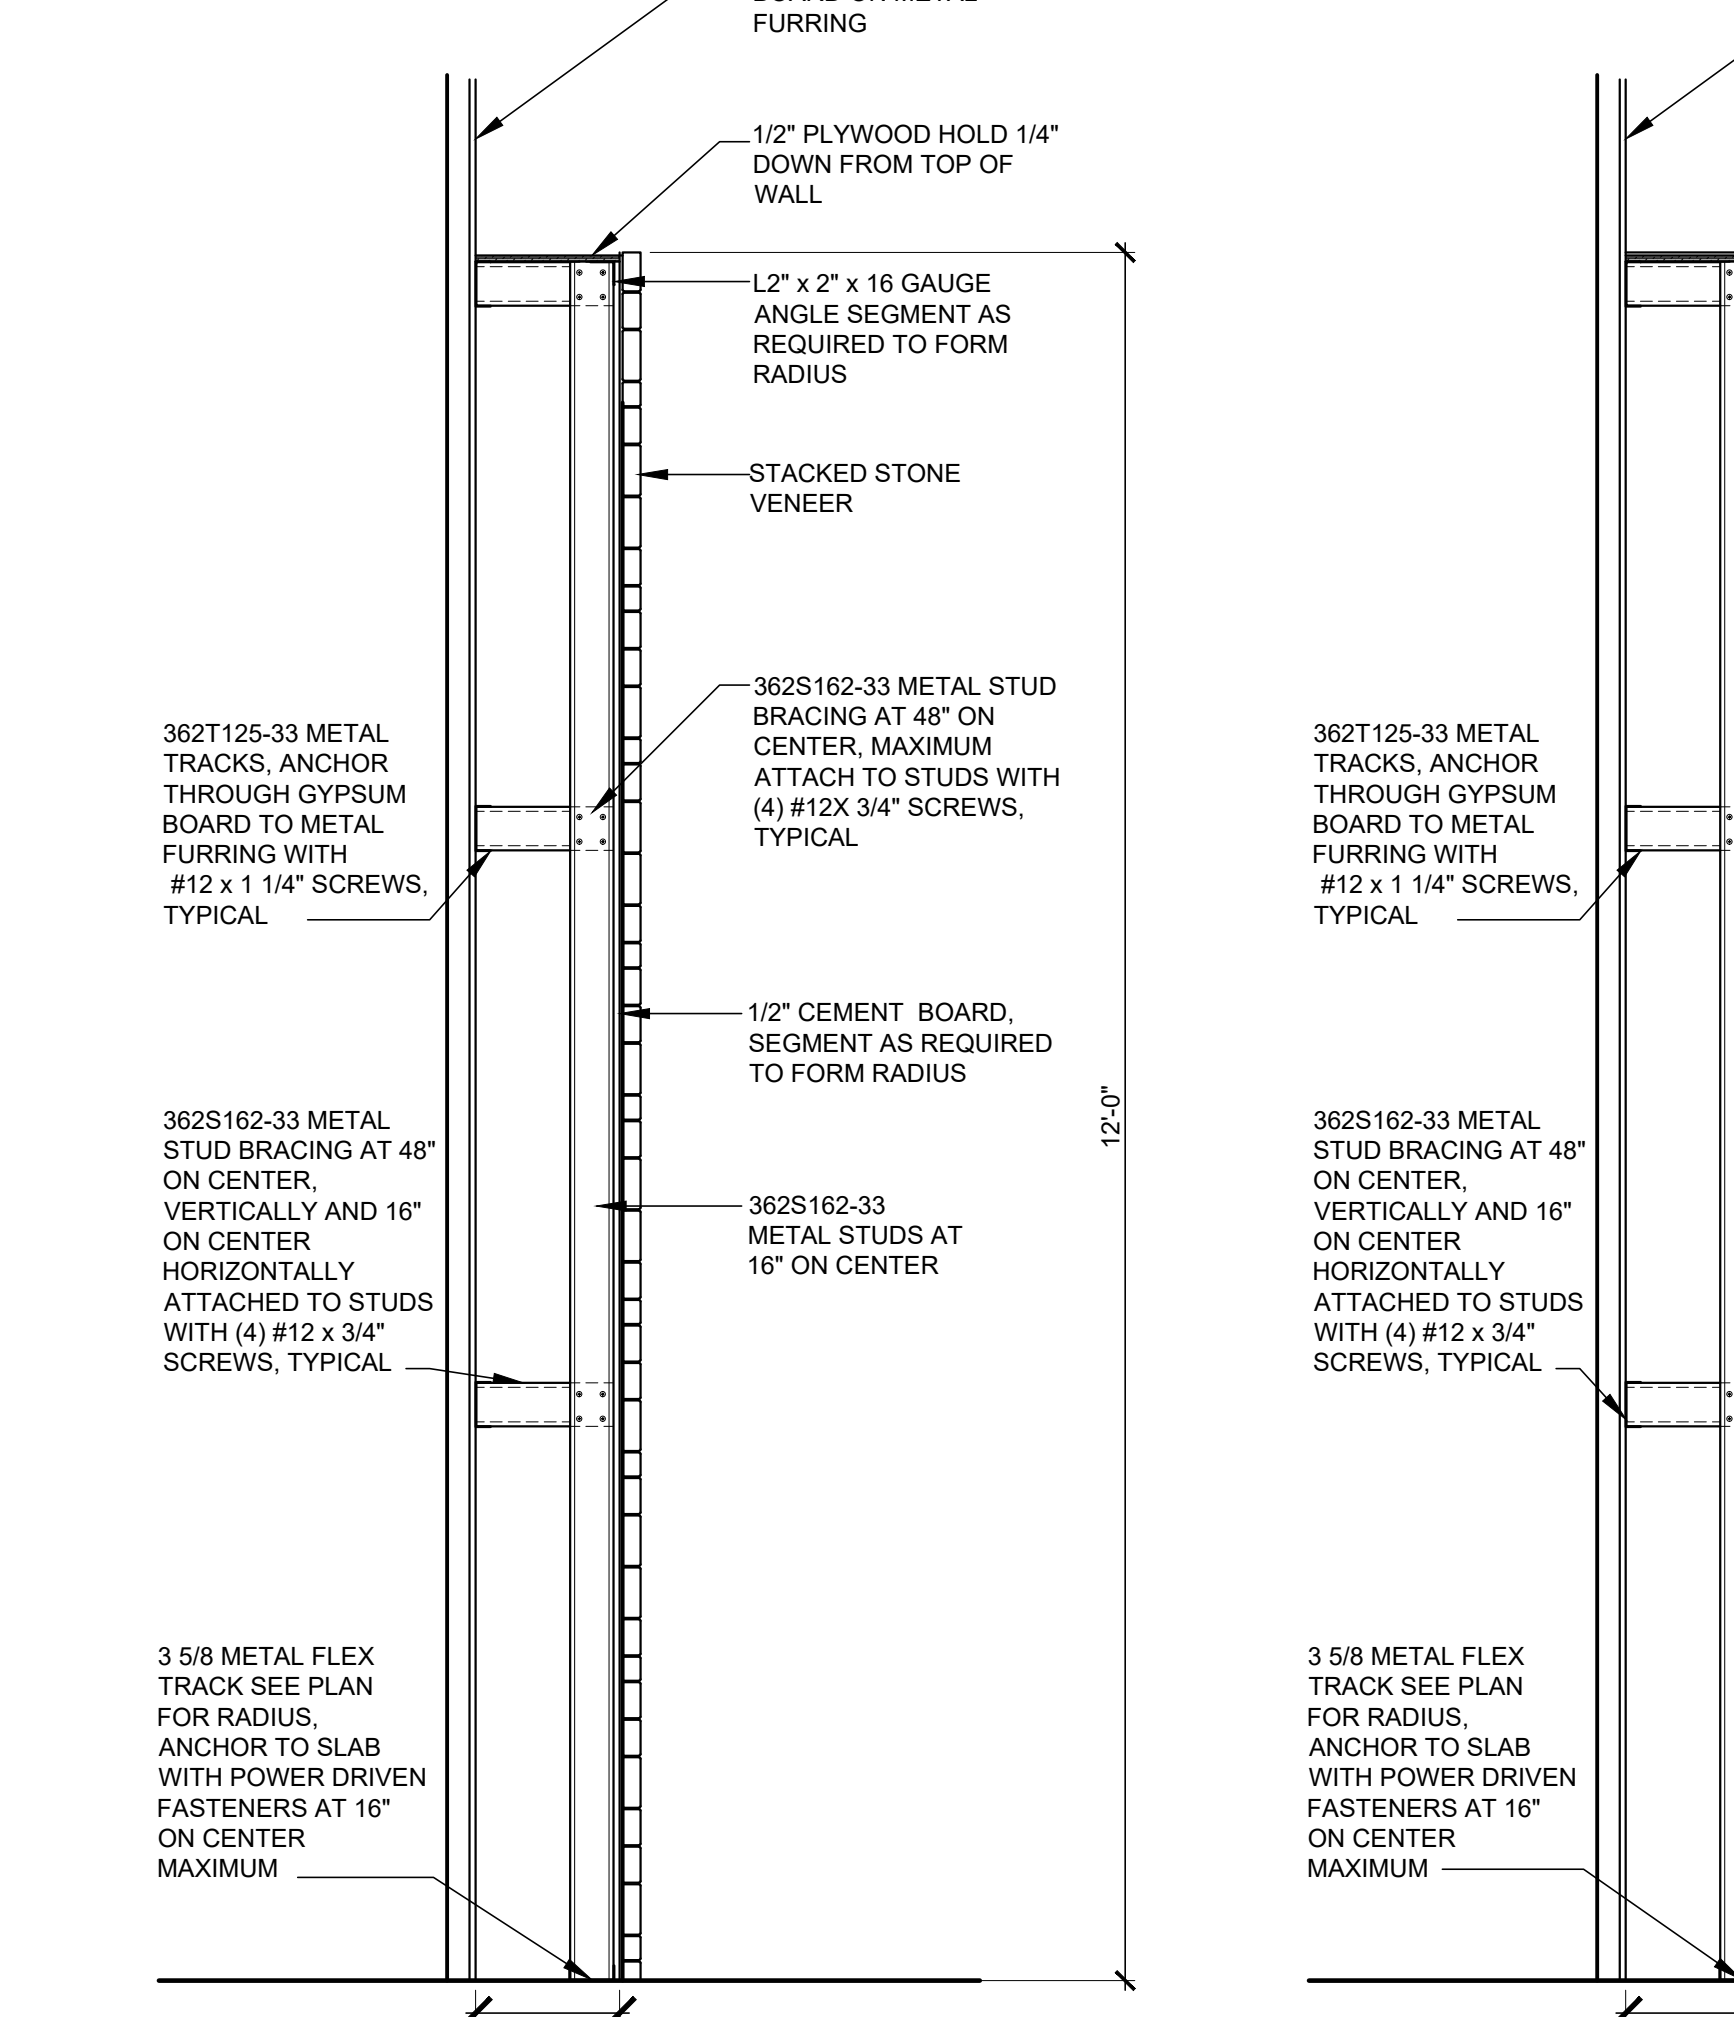 FURRING
1/2" PLYWOOD HOLD 1/4"
DOWN FROM TOP OF
WALL
L2" x 2" x 16 GAUGE
ANGLE SEGMENT AS
REQUIRED TO FORM
RADIUS
STACKED STONE
VENEER
362S162-33 METAL STUD
BRACING AT 48" ON
CENTER, MAXIMUM
ATTACH TO STUDS WITH
(4) #12X 3/4" SCREWS,
TYPICAL
362T125-33 METAL
TRACKS, ANCHOR
THROUGH GYPSUM
BOARD TO METAL
FURRING WITH
#12 x 1 1/4" SCREWS,
TYPICAL
1/2" CEMENT  BOARD,
SEGMENT AS REQUIRED
TO FORM RADIUS
12'-0"
362S162-33 METAL
STUD BRACING AT 48"
ON CENTER,
VERTICALLY AND 16"
ON CENTER
HORIZONTALLY
ATTACHED TO STUDS
WITH (4) #12 x 3/4"
SCREWS, TYPICAL
362S162-33
METAL STUDS AT
16" ON CENTER
3 5/8 METAL FLEX
TRACK SEE PLAN
FOR RADIUS,
ANCHOR TO SLAB
WITH POWER DRIVEN
FASTENERS AT 16"
ON CENTER
MAXIMUM
362T125-33 METAL
TRACKS, ANCHOR
THROUGH GYPSUM
BOARD TO METAL
FURRING WITH
#12 x 1 1/4" SCREWS,
TYPICAL
362S162-33 METAL
STUD BRACING AT 48"
ON CENTER,
VERTICALLY AND 16"
ON CENTER
HORIZONTALLY
ATTACHED TO STUDS
WITH (4) #12 x 3/4"
SCREWS, TYPICAL
3 5/8 METAL FLEX
TRACK SEE PLAN
FOR RADIUS,
ANCHOR TO SLAB
WITH POWER DRIVEN
FASTENERS AT 16"
ON CENTER
MAXIMUM